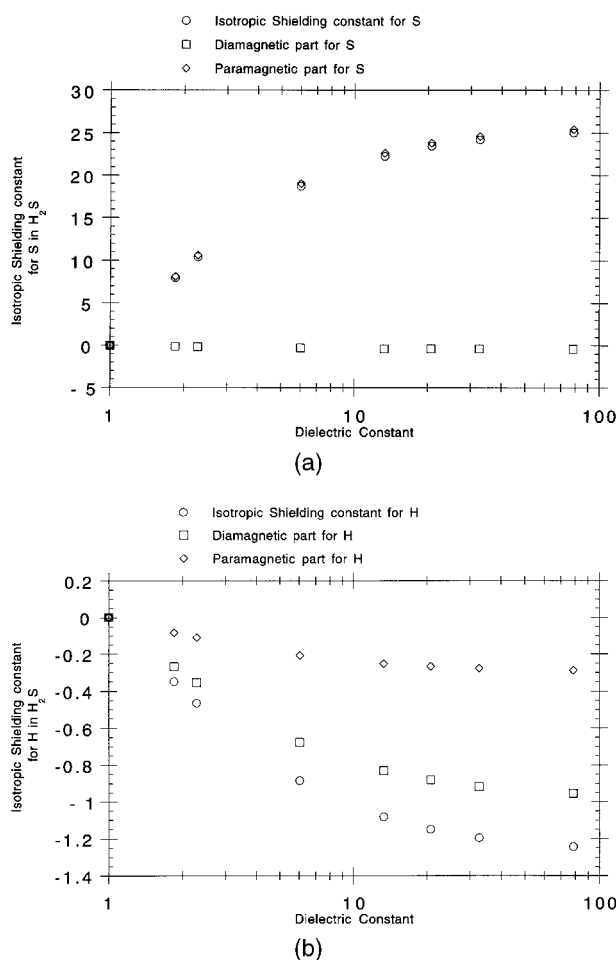 Isotropic Shielding constant for S
Diamagnetic part for S
Paramagnetic part for S
30
25
20
15
10
5
0
- 5
Isotropic Shielding constant
for S in H2S
1
10
100
Dielectric Constant
(a)
Isotropic Shielding constant for H
Diamagnetic part for H
Paramagnetic part for H
0.2
0
-0.2
-0.4
-0.6
-0.8
- 1
-1.2
-1.4
Isotropic Shielding constant
for H in H2S
1
10
100
Dielectric Constant
(b)